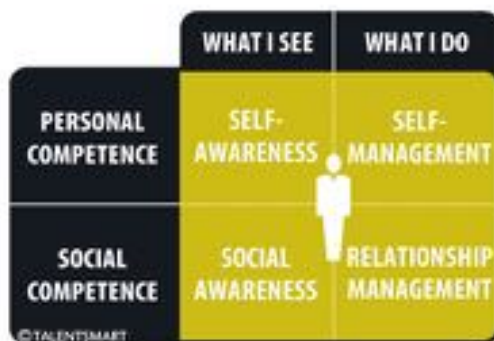 WHAT I SEE
WHAT I DO
PERSONAL
COMPETENCE
SELF-
AWARENESS
SELF-
MANAGEMENT
SOCIAL
COMPETENCE
SOCIAL
AWARENESS
RELATIONSHIP
MANAGEMENT
©TALENTSMART